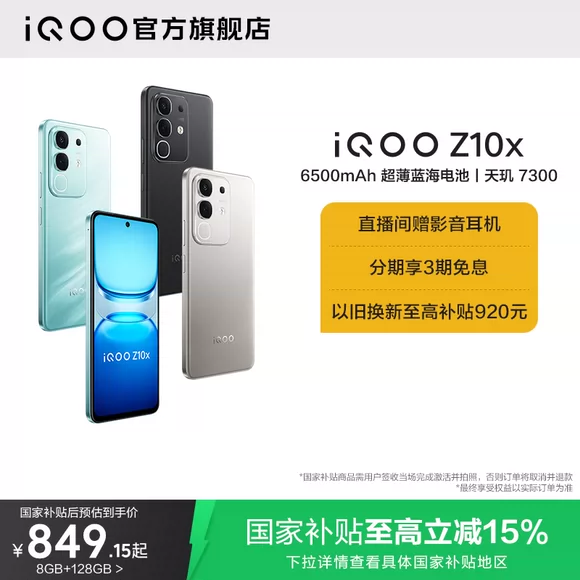 iQOO官方旗舰店
iQOO Z10x
6500mAh 超薄蓝海电池丨天玑 7300
直播间赠影音耳机
分期享3期免息
以旧换新至高补贴920元
iQOO
iQOO
iQOO
iQOO Z10x
*国家补贴商品需用户签收当场完成激活并拍照，否则订单将取消并退款
*最终享受权益以实际订单为准
国家补贴后预估到手价
¥849.15起
8GB+128GB >
国家补贴至高立减15%
下拉详情查看具体国家补贴地区